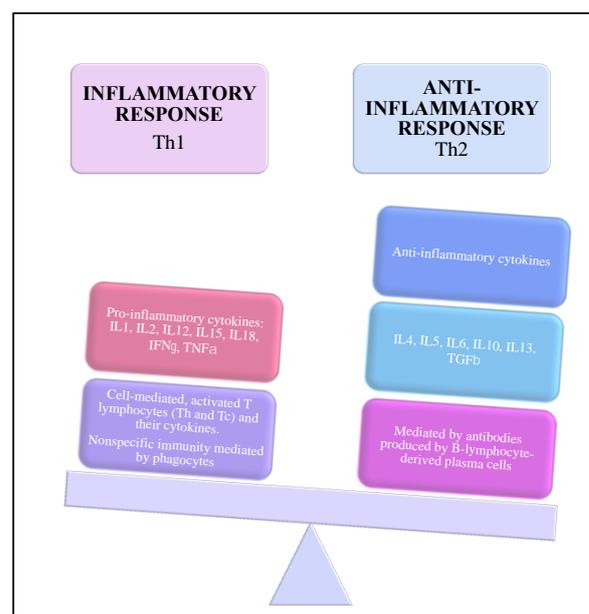 INFLAMMATORY
RESPONSE
Th1
ANTI-
INFLAMMATORY
RESPONSE
Th2
Pro-inflammatory cytokines:
IL1, IL2, IL12, IL15, IL18,
IFNg, TNFa
Cell-mediated, activated T
lymphocytes (Th and Tc) and
their cytokines.
Nonspecific immunity mediated
by phagocytes
Anti-inflammatory cytokines
IL4, IL5, IL6, IL10, IL13,
TGFb
Mediated by antibodies
produced by B-lymphocyte-
derived plasma cells